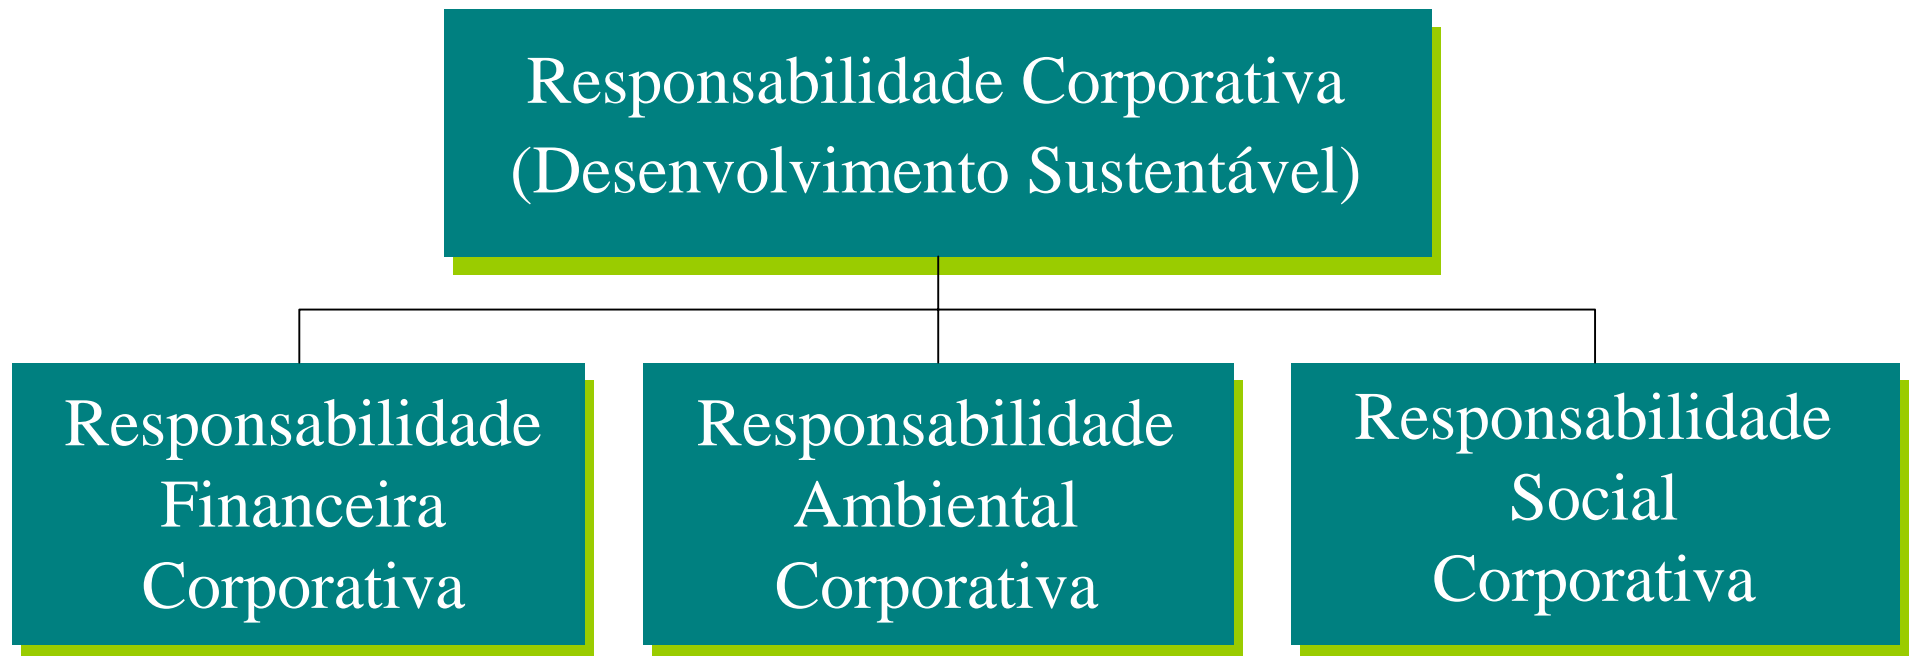 Responsabilidade Corporativa
(Desenvolvimento Sustentável)
Responsabilidade
Financeira
Corporativa
Responsabilidade
Ambiental
Corporativa
Responsabilidade
Social
Corporativa